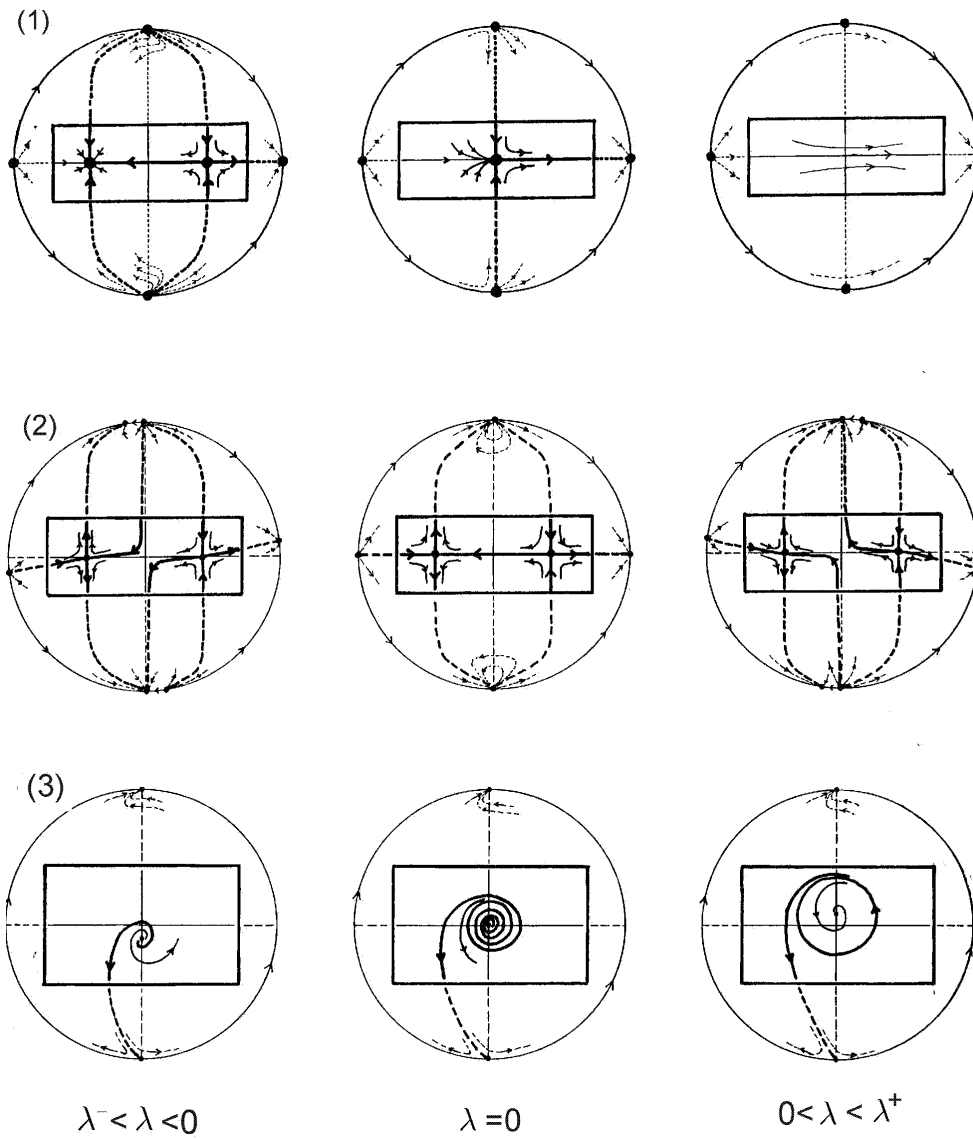 (1)
(2)
(3)
λ⁻ < λ < 0
λ = 0
0 < λ < λ⁺